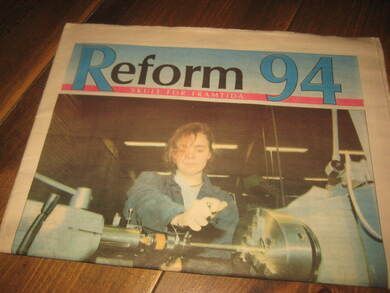 Reform 94
SKULE FOR FRAMTIDA